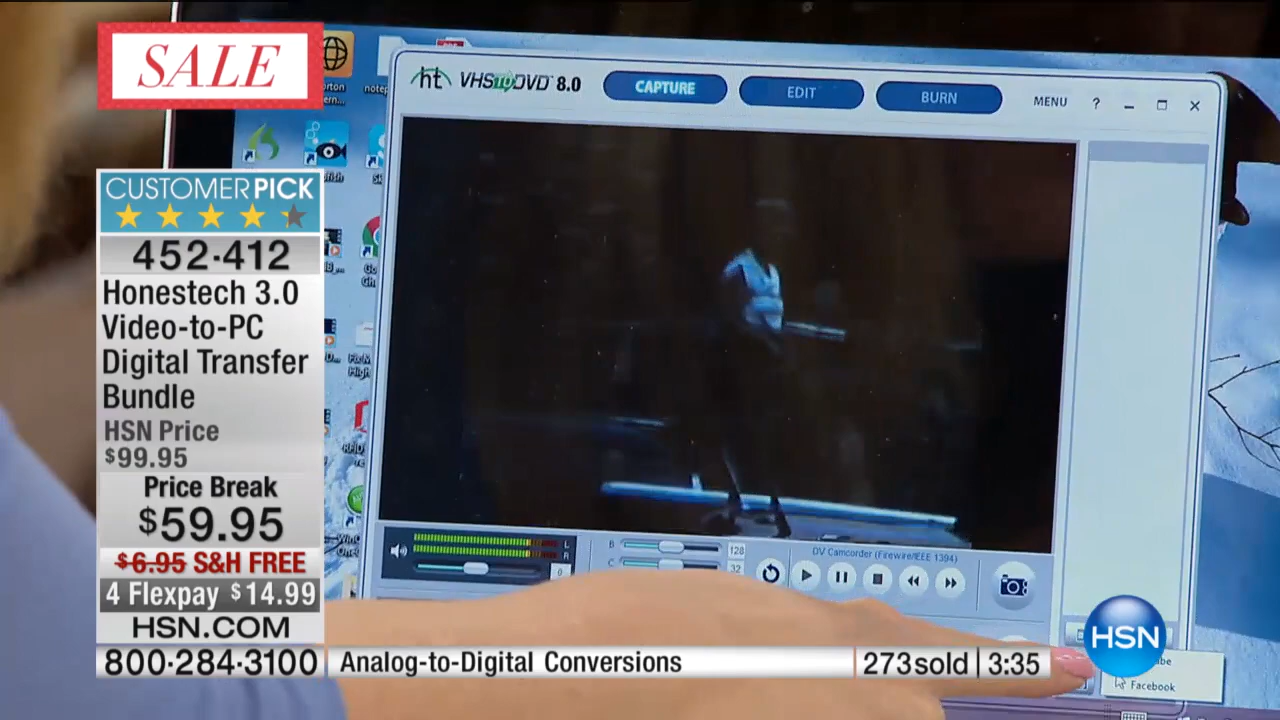 SALE
CUSTOMER PICK
452·412
Honestech 3.0
Video-to-PC
Digital Transfer
Bundle
HSN Price
$99.95
Price Break
$59.95
$6.95 S&H FREE
4 Flexpay $14.99
HSN.COM
800·284·3100
Analog-to-Digital Conversions
273 sold | 3:35
HSN
ht VHS TO DVD 8.0
CAPTURE
EDIT
BURN
MENU
?
L
R
B
128
C
32
DV Camcorder (Firewire/IEEE 1394)
Facebook